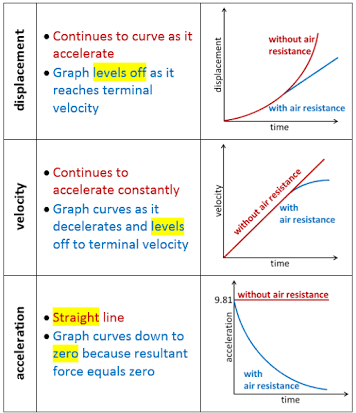 displacement
• Continues to curve as it
accelerate
• Graph levels off as it
reaches terminal
velocity
displacement
without air
resistance
with air resistance
time
velocity
• Continues to
accelerate constantly
• Graph curves as it
decelerates and levels
off to terminal velocity
velocity
without air resistance
with
air resistance
time
acceleration
• Straight line
• Graph curves down to
zero because resultant
force equals zero
acceleration
9.81
without air resistance
with
air resistance
time